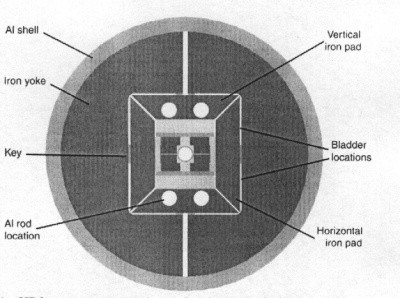 Al shell
Vertical
iron pad
Iron yoke
Key
Bladder
locations
Al rod
location
Horizontal
iron pad